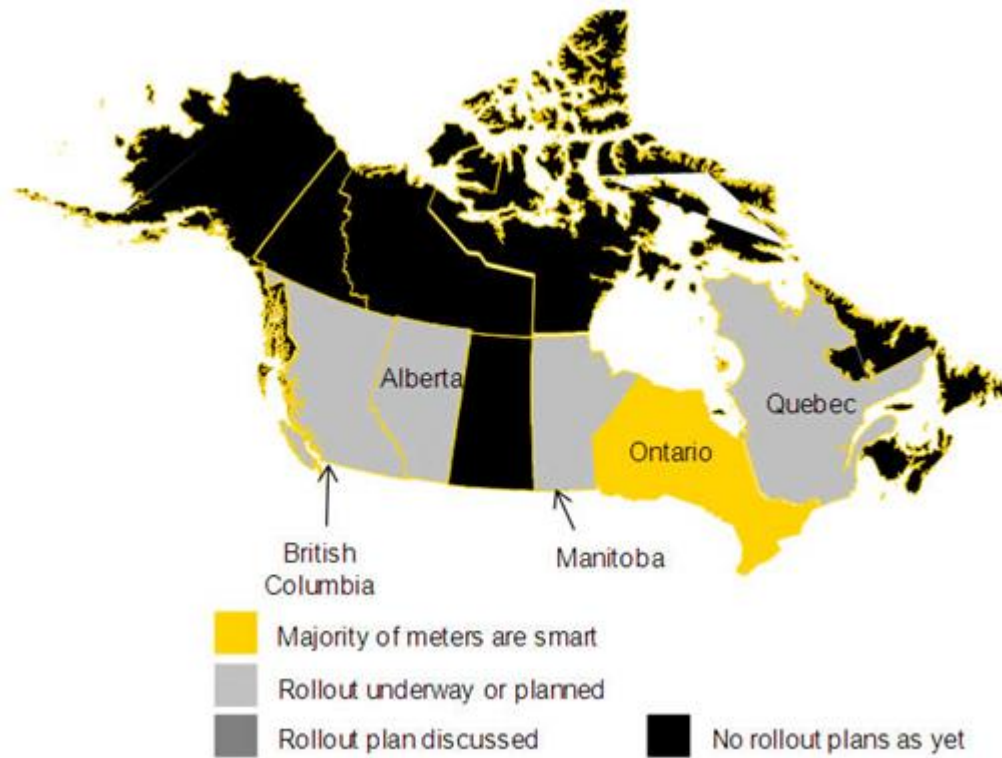 Alberta
Quebec
Ontario
British
Columbia
Manitoba
Majority of meters are smart
Rollout underway or planned
Rollout plan discussed
No rollout plans as yet